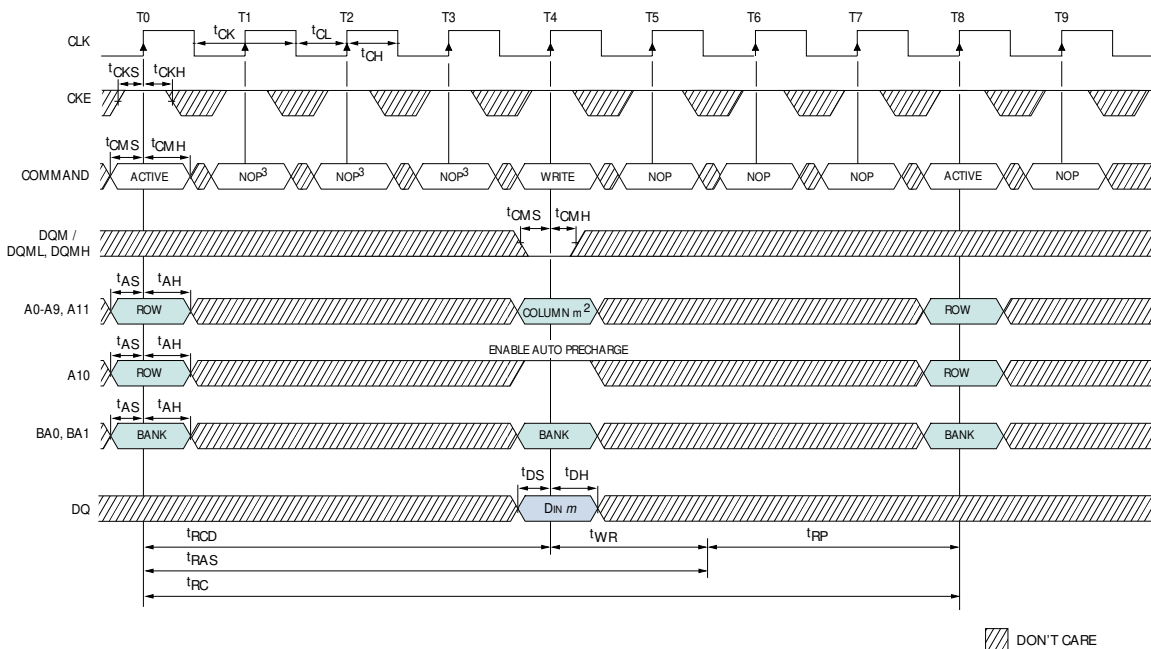 T0 T1 T2 T3 T4 T5 T6 T7 T8 T9
tCK tCL
CLK
tCH
tCKS tCKH
CKE
tCMS tCMH
COMMAND ACTIVE NOP3 NOP3 NOP3 WRITE NOP NOP NOP ACTIVE NOP
tCMS tCMH
DQM /
DQML, DQMH
tAS tAH
A0-A9, A11 ROW COLUMN m2 ROW
tAS tAH
ENABLE AUTO PRECHARGE
A10 ROW ROW
tAS tAH
BA0, BA1 BANK BANK BANK
tDS tDH
DQ DIN m
tRCD tWR tRP
tRAS
tRC
DON'T CARE